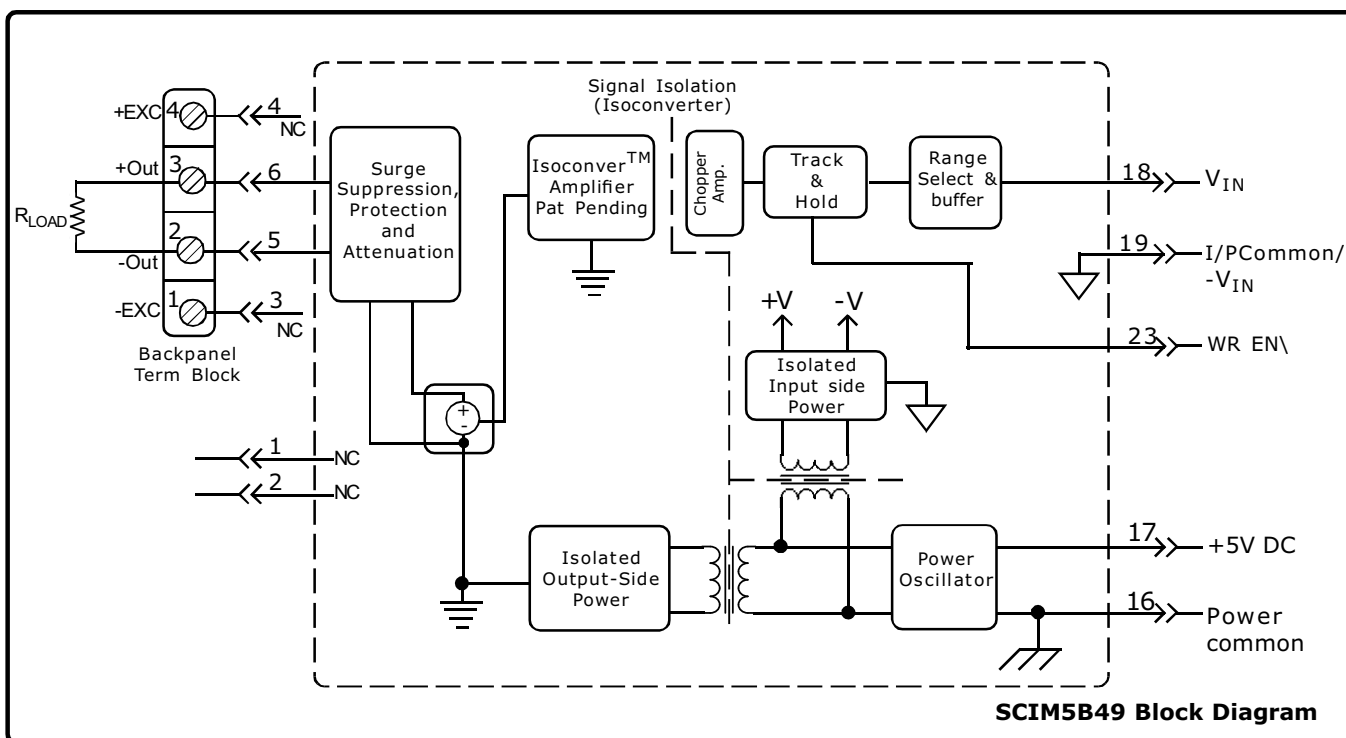 Signal Isolation
(Isoconverter)
+EXC
4
4
NC
+Out
3
6
RLOAD
2
5
-Out
-EXC
1
3
NC
Backpanel
Term Block
Surge
Suppression,
Protection
and
Attenuation
Isoconver™
Amplifier
Pat Pending
Chopper
Amp.
Track
&
Hold
Range
Select &
buffer
18
VIN
19
I/PCommon/
-VIN
23
WR EN\
+V
-V
Isolated
Input side
Power
+
-
1
NC
2
NC
Isolated
Output-Side
Power
Power
Oscillator
17
+5V DC
16
Power
common
SCIM5B49 Block Diagram